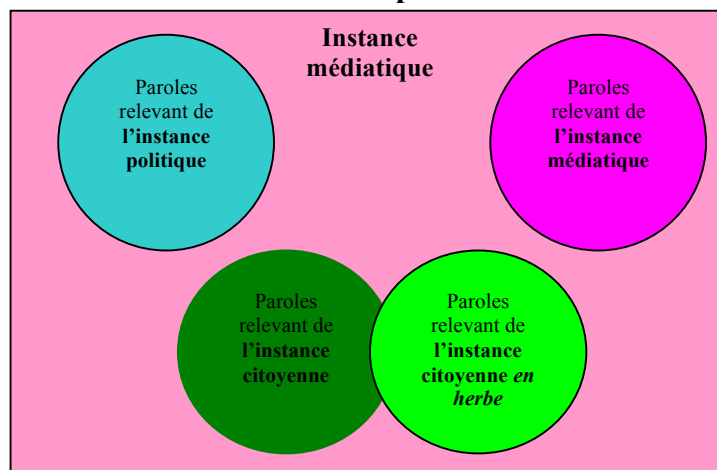 Instance
médiatique
Paroles
relevant de
l'instance
politique
Paroles
relevant de
l'instance
médiatique
Paroles
relevant de
l'instance
citoyenne
Paroles
relevant de
l'instance
citoyenne en
herbe